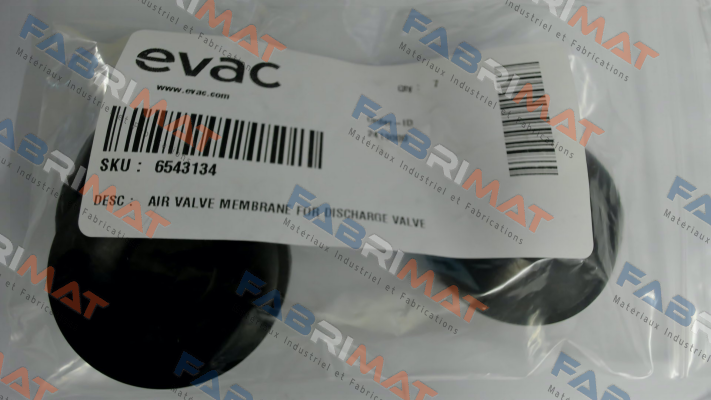 evac
www.evac.com
SKU : 6543134
DESC : AIR VALVE MEMBRANE FOR DISCHARGE VALVE
FABRIMAT
Matériaux Industriel et Fabrications